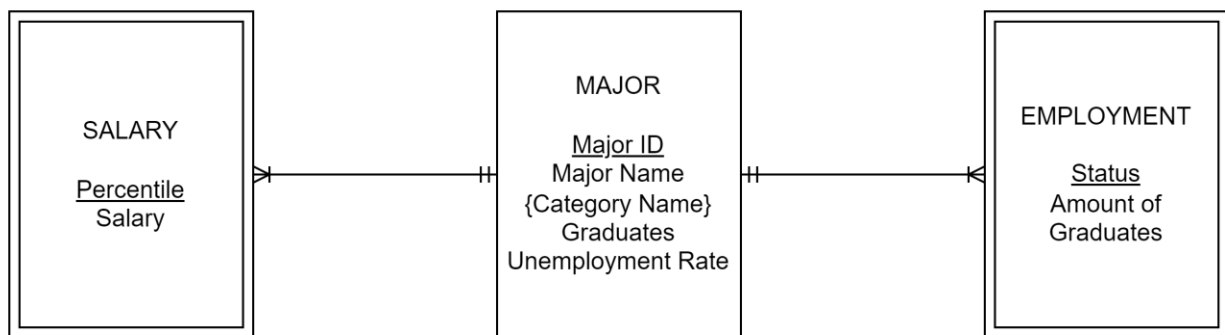 SALARY
Percentile
Salary
MAJOR
Major ID
Major Name
{Category Name}
Graduates
Unemployment Rate
EMPLOYMENT
Status
Amount of
Graduates